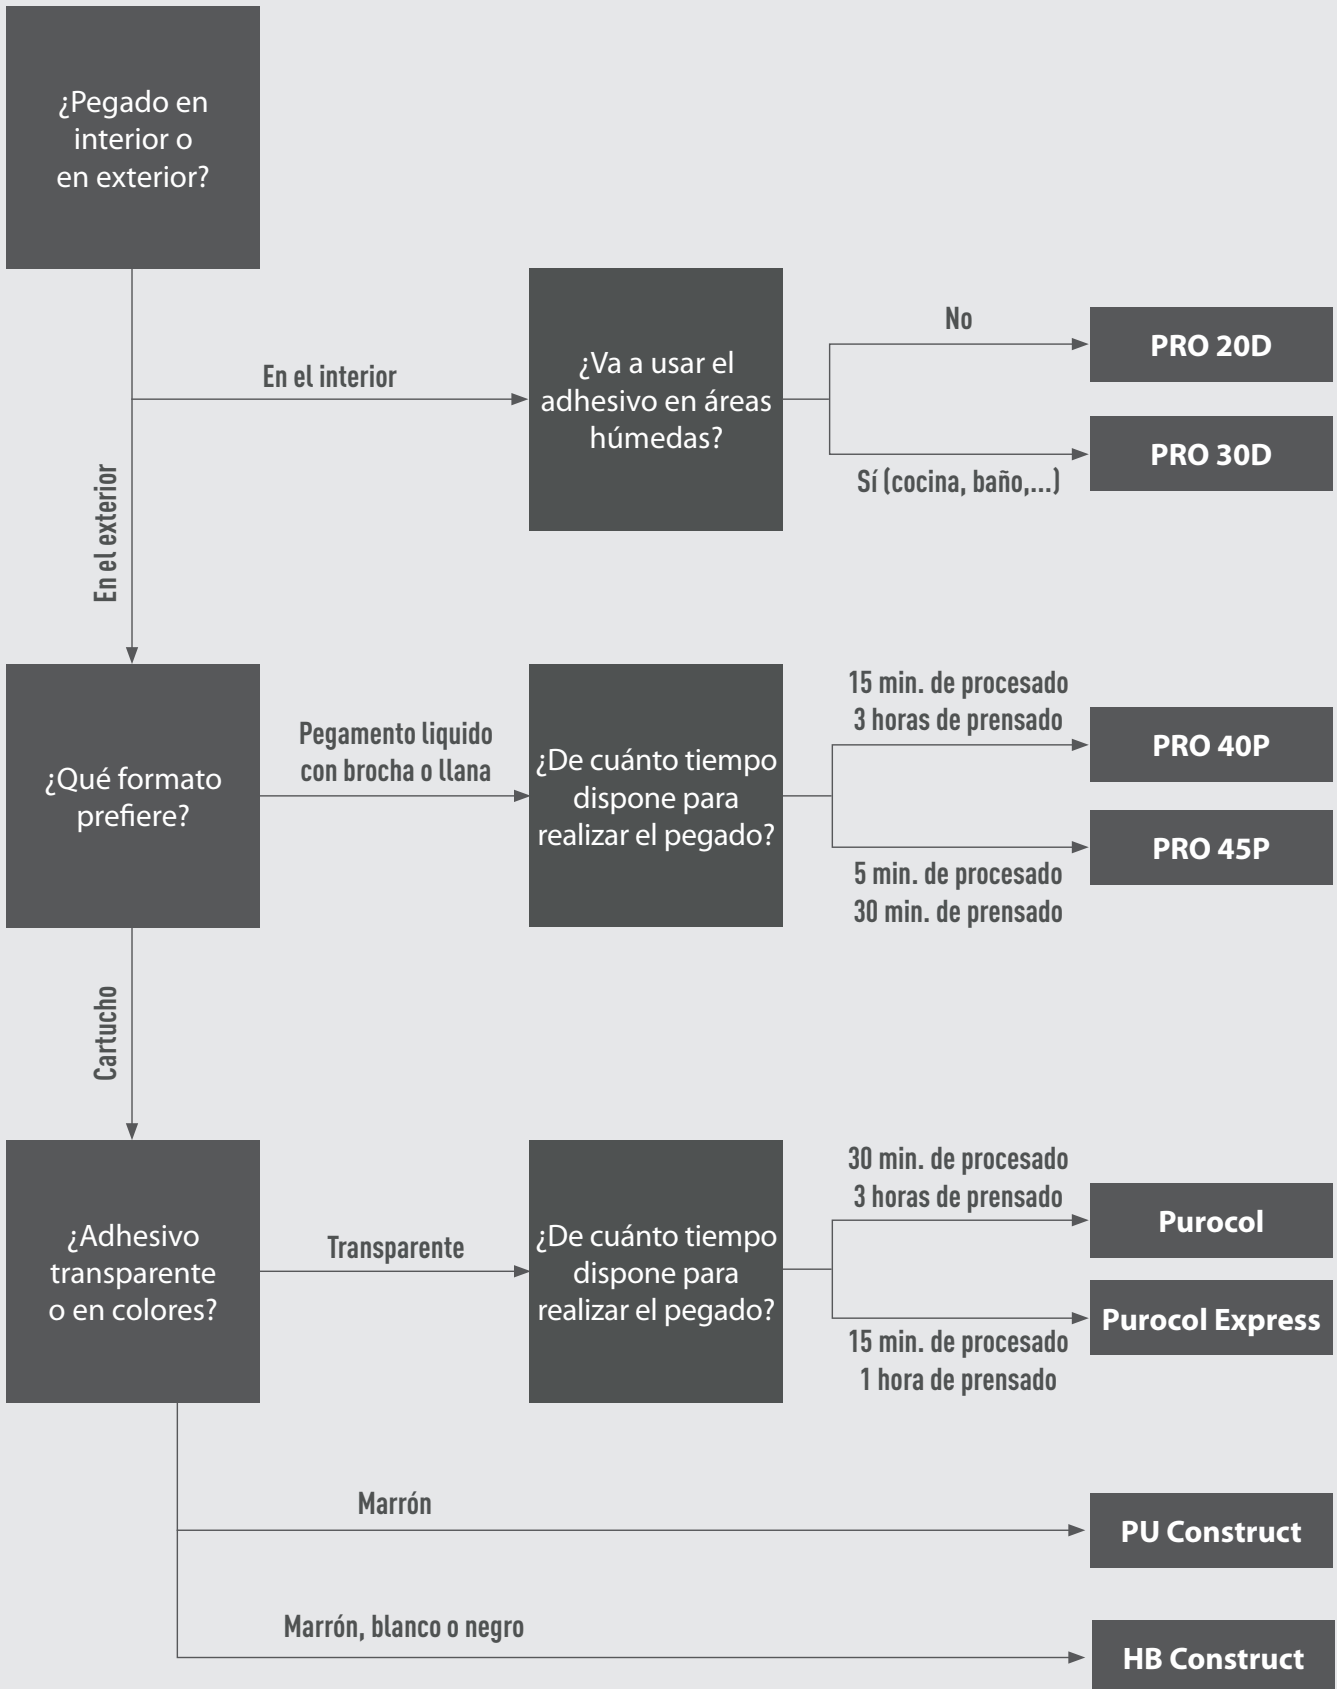 ¿Pegado en
interior o
en exterior?
En el interior
¿Va a usar el
adhesivo en áreas
húmedas?
No
PRO 20D
Sí (cocina, baño,...)
PRO 30D
En el exterior
¿Qué formato
prefiere?
Pegamento liquido
con brocha o llana
¿De cuánto tiempo
dispone para
realizar el pegado?
15 min. de procesado
3 horas de prensado
PRO 40P
PRO 45P
5 min. de procesado
30 min. de prensado
Cartucho
¿Adhesivo
transparente
o en colores?
Transparente
¿De cuánto tiempo
dispone para
realizar el pegado?
30 min. de procesado
3 horas de prensado
Purocol
Purocol Express
15 min. de procesado
1 hora de prensado
Marrón
PU Construct
Marrón, blanco o negro
HB Construct